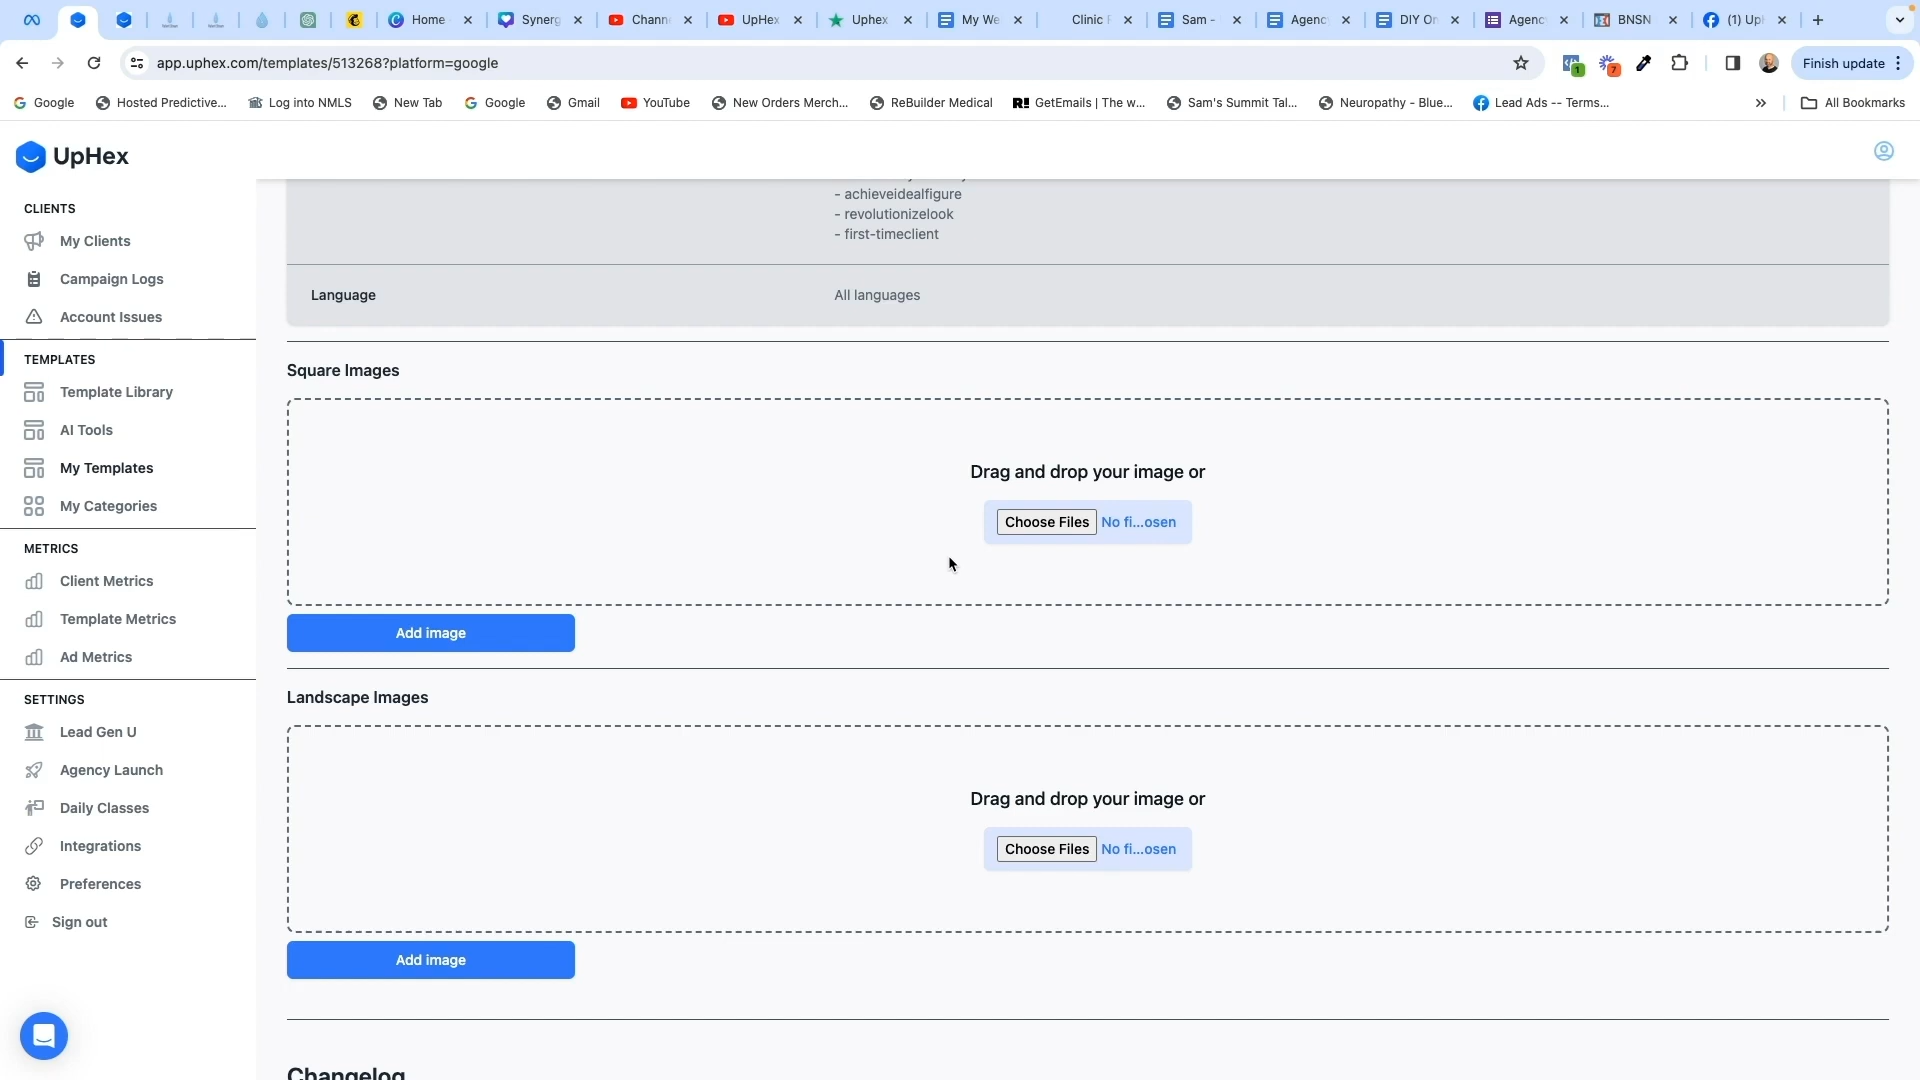 Home
Synerg
Chann
UpHex
Uphex
My We
Clinic F
Sam -
Agenc
DIY On
Agenc
BNSN
(1) Up
app.uphex.com/templates/513268?platform=google
1
7
Finish update
Google
Hosted Predictive...
Log into NMLS
New Tab
Google
Gmail
YouTube
New Orders Merch...
ReBuilder Medical
R!
GetEmails | The w...
Sam's Summit Tal...
Neuropathy - Blue...
Lead Ads -- Terms...
»
All Bookmarks
UpHex
CLIENTS
My Clients
Campaign Logs
Account Issues
TEMPLATES
Template Library
AI Tools
My Templates
My Categories
METRICS
Client Metrics
Template Metrics
Ad Metrics
SETTINGS
Lead Gen U
Agency Launch
Daily Classes
Integrations
Preferences
Sign out
- achieveidealfigure
- revolutionizelook
- first-timeclient
Language
All languages
Square Images
Drag and drop your image or
Choose Files No fi...osen
Add image
Landscape Images
Drag and drop your image or
Choose Files No fi...osen
Add image
Changelog